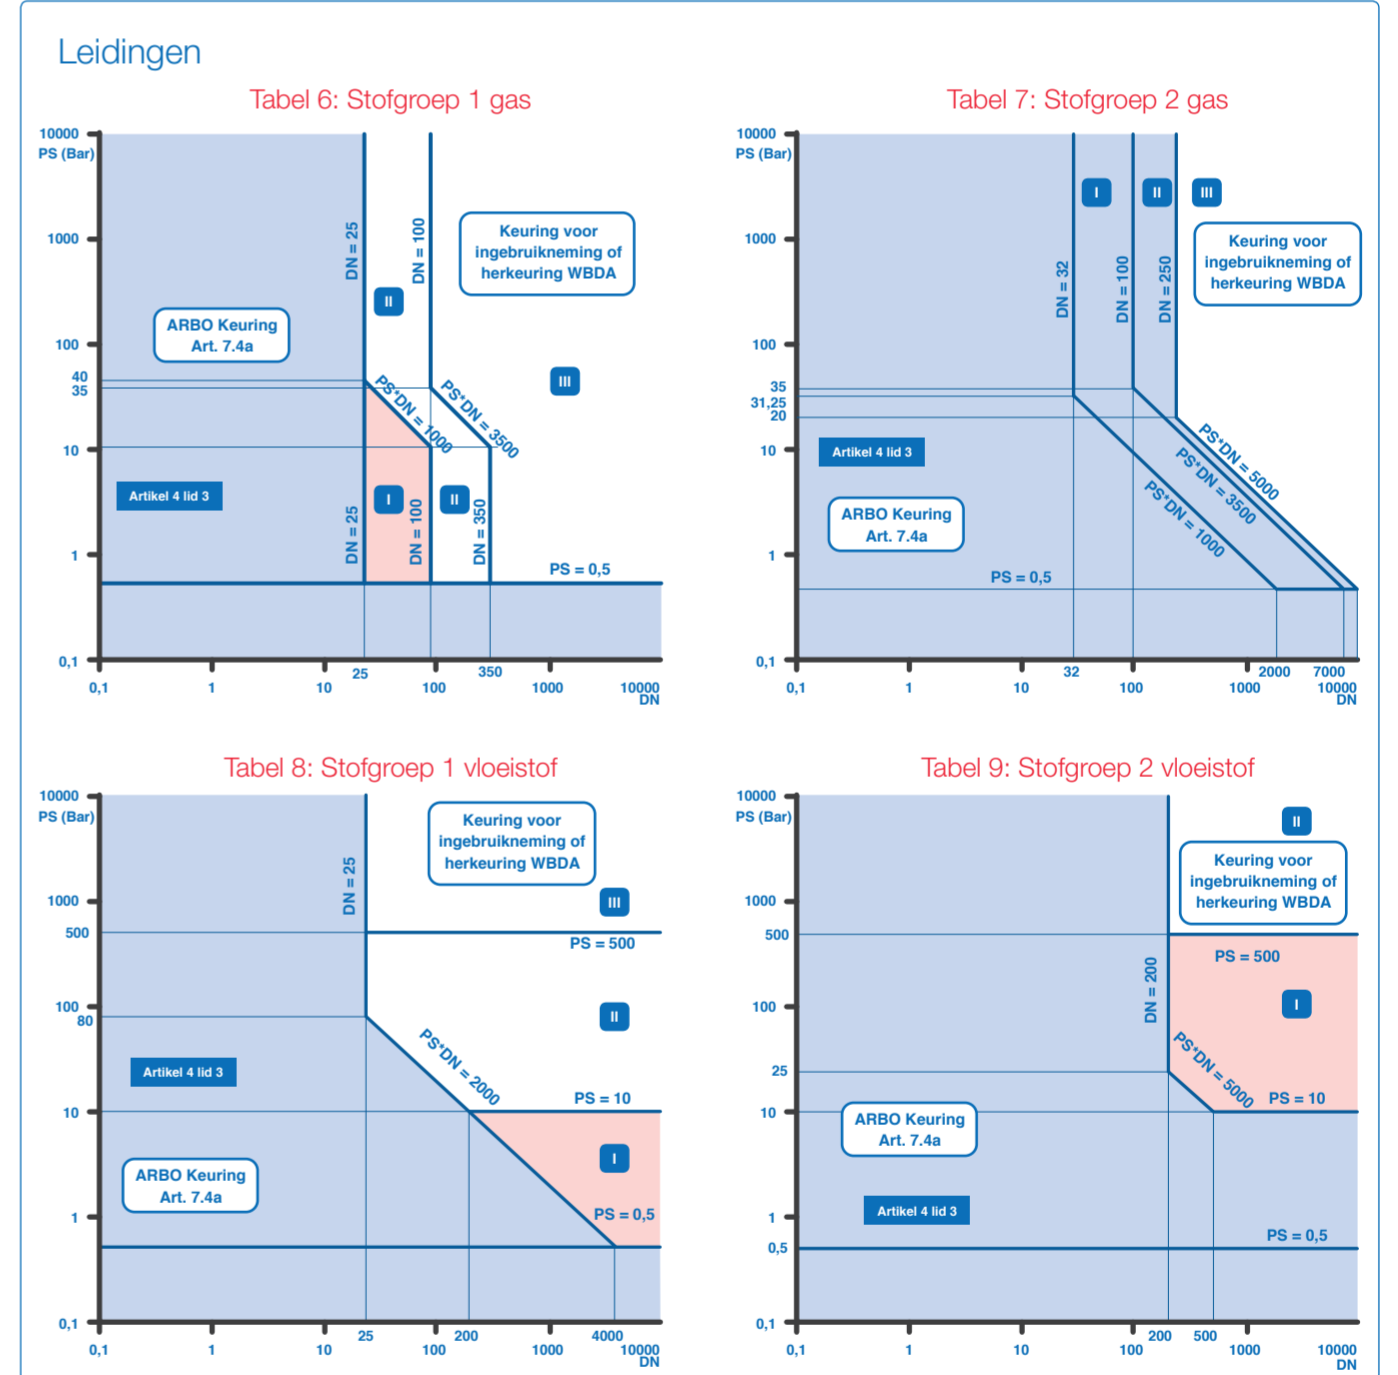 Leidingen
Tabel 6: Stofgroep 1 gas
10000
PS (Bar)
1000
100
40
35
10
1
0,1
DN = 25
DN = 100
II
Keuring voor
ingebruikneming of
herkeuring WBDA
ARBO Keuring
Art. 7.4a
III
PS*DN = 1000
PS*DN = 3500
Artikel 4 lid 3
I
II
DN = 25
DN = 100
DN = 350
PS = 0,5
25
350
0,1
1
10
100
1000
10000
DN
Tabel 7: Stofgroep 2 gas
10000
PS (Bar)
1000
100
35
31,25
20
10
1
0,1
I
II
III
Keuring voor
ingebruikneming of
herkeuring WBDA
DN = 32
DN = 100
DN = 250
Artikel 4 lid 3
ARBO Keuring
Art. 7.4a
PS*DN = 5000
PS*DN = 3500
PS*DN = 1000
PS = 0,5
32
2000
7000
0,1
1
10
100
1000
10000
DN
Tabel 8: Stofgroep 1 vloeistof
10000
PS (Bar)
1000
500
100
80
10
1
0,1
Keuring voor
ingebruikneming of
herkeuring WBDA
DN = 25
III
PS = 500
II
PS*DN = 2000
Artikel 4 lid 3
PS = 10
I
ARBO Keuring
Art. 7.4a
PS = 0,5
25
200
4000
0,1
1
10
100
1000
10000
DN
Tabel 9: Stofgroep 2 vloeistof
10000
PS (Bar)
1000
500
100
25
10
1
0,5
0,1
II
Keuring voor
ingebruikneming of
herkeuring WBDA
PS = 500
DN = 200
I
PS*DN = 5000
PS = 10
ARBO Keuring
Art. 7.4a
Artikel 4 lid 3
PS = 0,5
200
500
0,1
1
10
100
1000
10000
DN